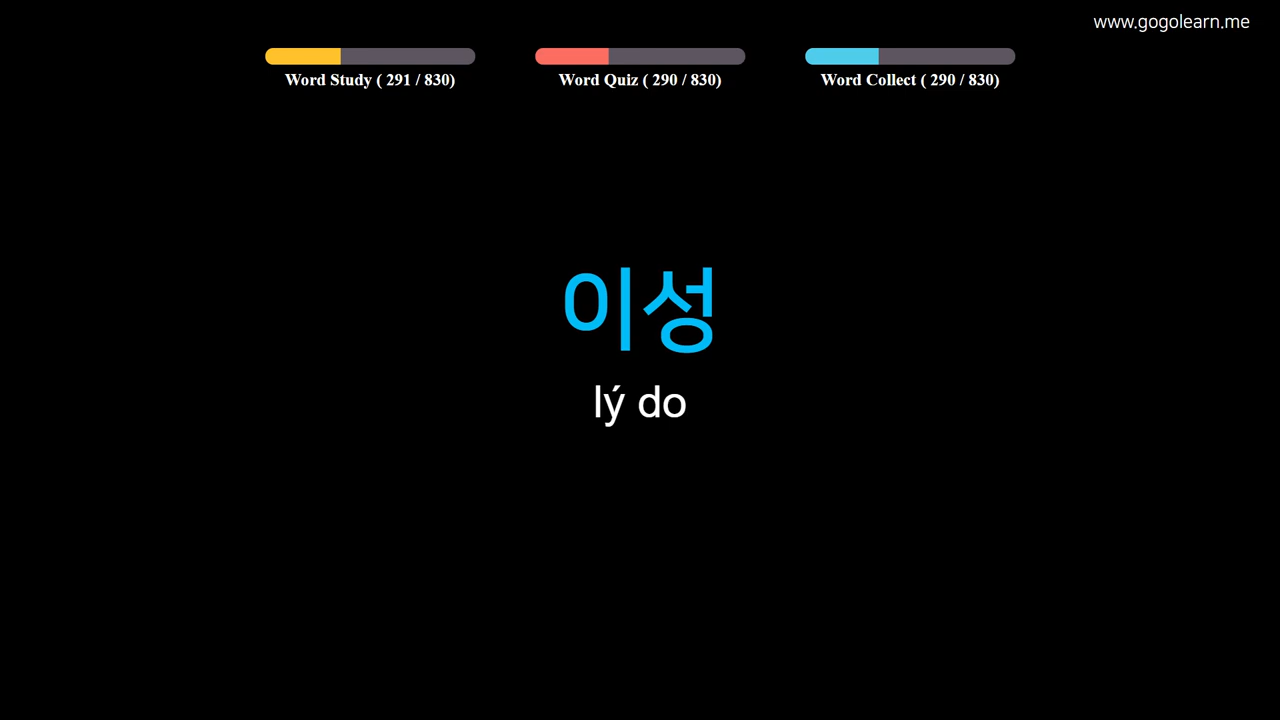 www.gogolearn.me
Word Study ( 291 / 830)
Word Quiz ( 290 / 830)
Word Collect ( 290 / 830)
이성
lý do